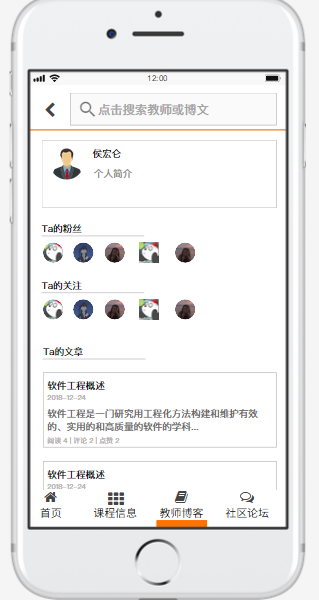 12:00
点击搜索教师或博文
侯宏仑
个人简介
Ta的粉丝
Ta的关注
Ta的文章
软件工程概述
2018-12-24
软件工程是一门研究用工程化方法构建和维护有效
的、实用的和高质量的软件的学科...
阅读 4 | 评论 2 | 点赞 2
软件工程概述
2018-12-24
首页
课程信息
教师博客
社区论坛